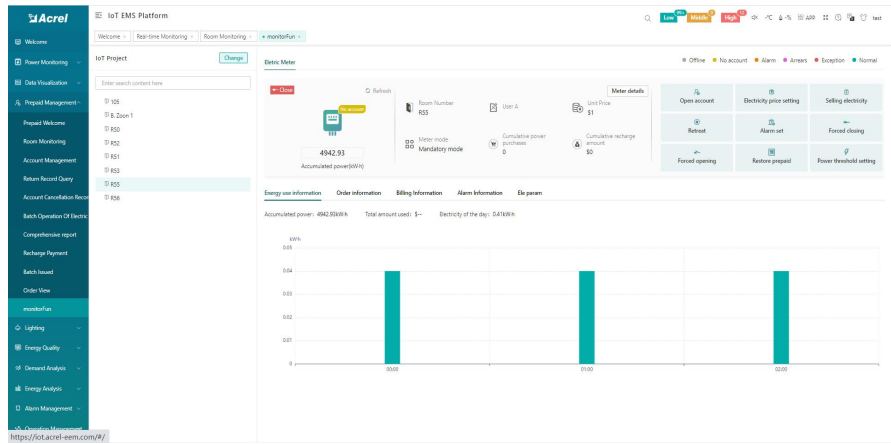 Acrel
IoT EMS Platform
Low 99+ Middle High
-°C -% APP test
Welcome
Welcome × Real-time Monitoring × Room Monitoring × monitorFun ×
Power Monitoring
Data Visualization
Prepaid Management
Prepaid Welcome
Room Monitoring
Account Management
Return Record Query
Account Cancellation Recor
Batch Operation Of Electric
Comprehensive report
Recharge Payment
Batch Issued
Order View
monitorFun
Lighting
Energy Quality
Demand Analysis
Energy Analysis
Alarm Management
Operation Management
https://iot.acrel-eem.com/#/
IoT Project
Change
Enter search content here
105
B. Zoon 1
R50
R52
R51
R53
R55
R56
Eletric Meter
Offline No account Alarm Arrears Exception Normal
Close
Refresh
No account
4942.93
Accumulated power(kW·h)
Meter details
Room Number
R55
User A
Unit Price
$1
Meter mode
Mandatory mode
Cumulative power purchases
0
Cumulative recharge amount
$0
Open account
Electricity price setting
Selling electricity
Retreat
Alarm set
Forced closing
Forced opening
Restore prepaid
Power threshold setting
Energy use information Order information Billing Information Alarm Information Ele param
Accumulated power: 4942.93kW·h Total amount used: $-- Electricity of the day: 0.41kW·h
kW·h
0.05
0.04
0.03
0.02
0.01
0
00:00 01:00 02:00